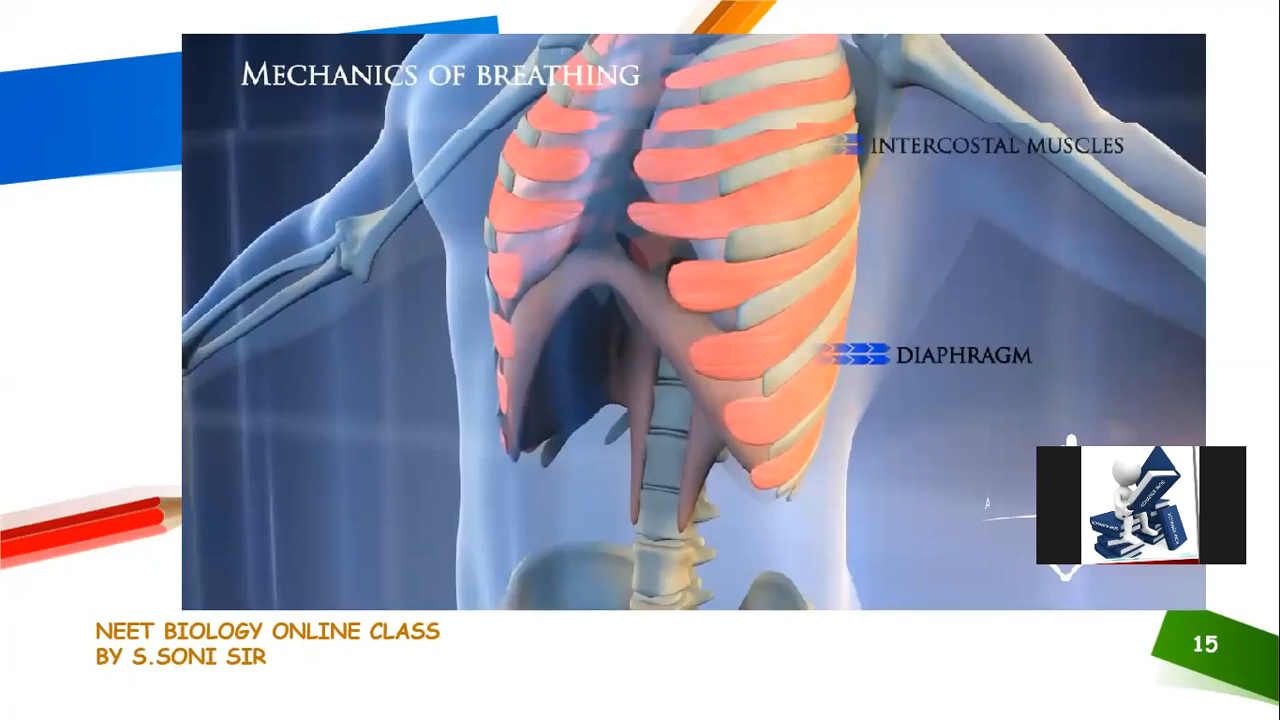 MECHANICS OF BREATHING
INTERCOSTAL MUSCLES
DIAPHRAGM
A
NEET BIOLOGY ONLINE CLASS
BY S.SONI SIR
15